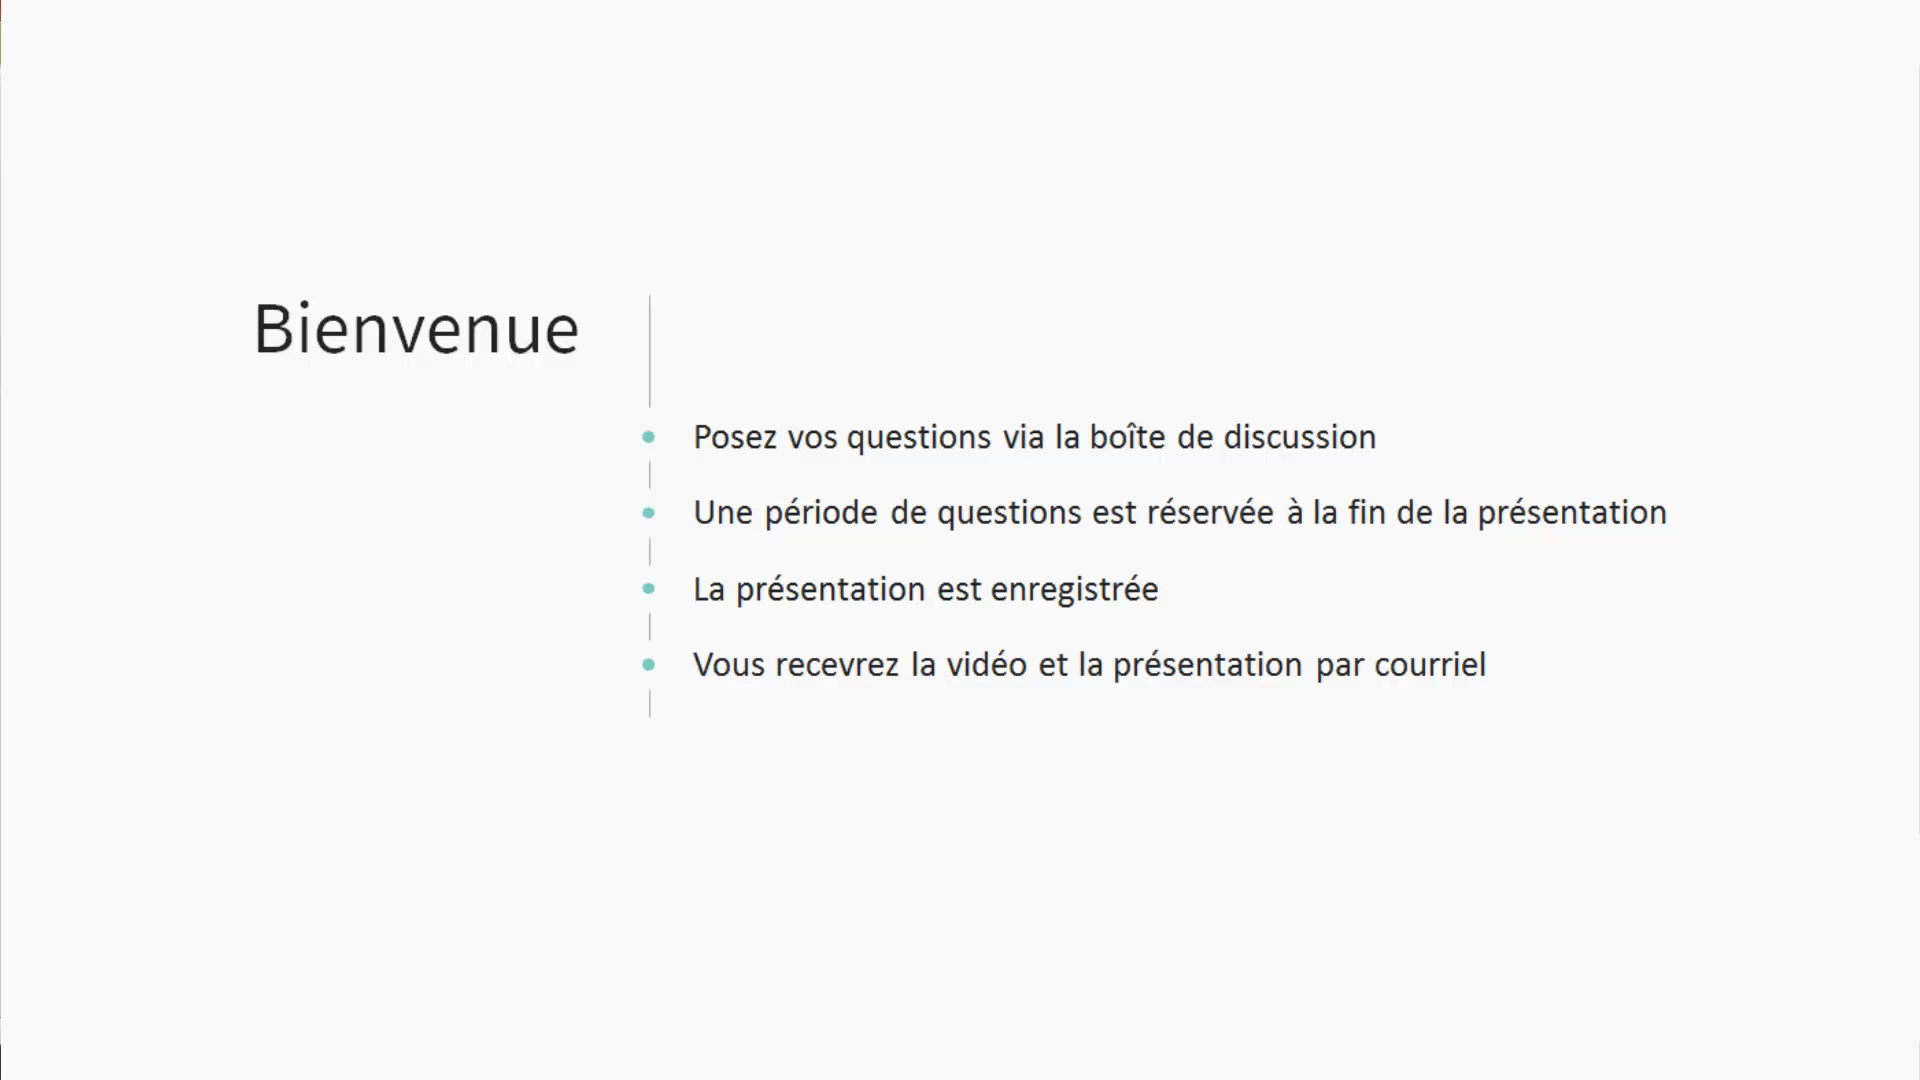 Bienvenue
Posez vos questions via la boîte de discussion
Une période de questions est réservée à la fin de la présentation
La présentation est enregistrée
Vous recevrez la vidéo et la présentation par courriel